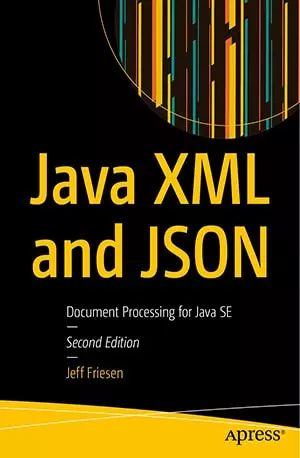 Java XML
and JSON
Document Processing for Java SE
—
Second Edition
—
Jeff Friesen
Apress®